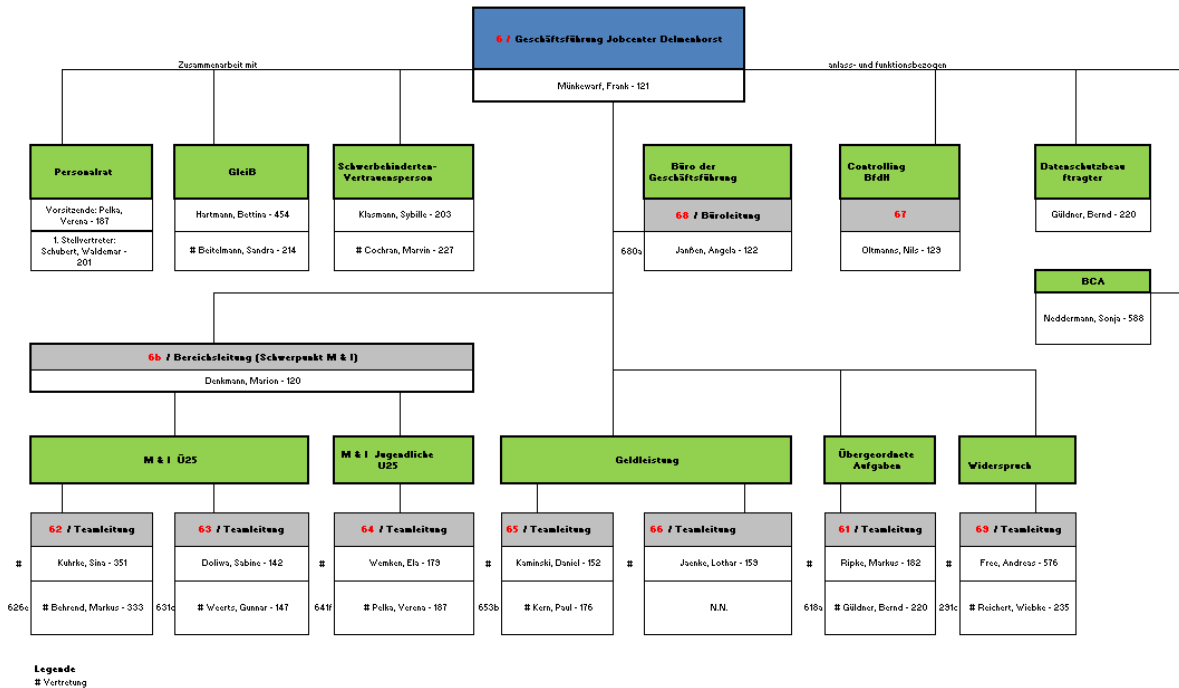 6 / Geschäftsführung Jobcenter Delmenhorst
Zusammenarbeit mit
anlass- und funktionsbezogen
Münkewarf, Frank - 121
Personalrat
Vorsitzende: Pelka,
Verena - 187
1. Stellvertreter:
Schubert, Waldemar -
201
GleiB
Hartmann, Bettina - 454
# Beitelmann, Sandra - 214
Schwerbehinderten-
Vertrauensperson
Klasmann, Sybille - 203
# Cochran, Marvin - 227
Büro der
Geschäftsführung
68 / Büroleitung
680a
Janßen, Angela - 122
Controlling
BfdH
67
Oltmanns, Nils - 129
Datenschutzbeau
ftragter
Güldner, Bernd - 220
BCA
Neddermann, Sonja - 588
6b / Bereichsleitung (Schwerpunkt M & I)
Denkmann, Marion - 120
M & I Ü25
M & I Jugendliche
U25
Geldleistung
Übergeordnete
Aufgaben
Widerspruch
62 / Teamleitung
#
Kuhrke, Sina - 351
626e
# Behrend, Markus - 333
63 / Teamleitung
Doliwa, Sabine - 142
631c
# Weerts, Gunnar - 147
64 / Teamleitung
#
Wemken, Ela - 179
641f
# Pelka, Verena - 187
65 / Teamleitung
#
Kaminski, Daniel - 152
653b
# Kern, Paul - 176
66 / Teamleitung
#
Jaenke, Lothar - 159
N.N.
61 / Teamleitung
#
Ripke, Markus - 182
618a
# Güldner, Bernd - 220
69 / Teamleitung
#
Free, Andreas - 576
291c
# Reichert, Wiebke - 235
Legende
# Vertretung